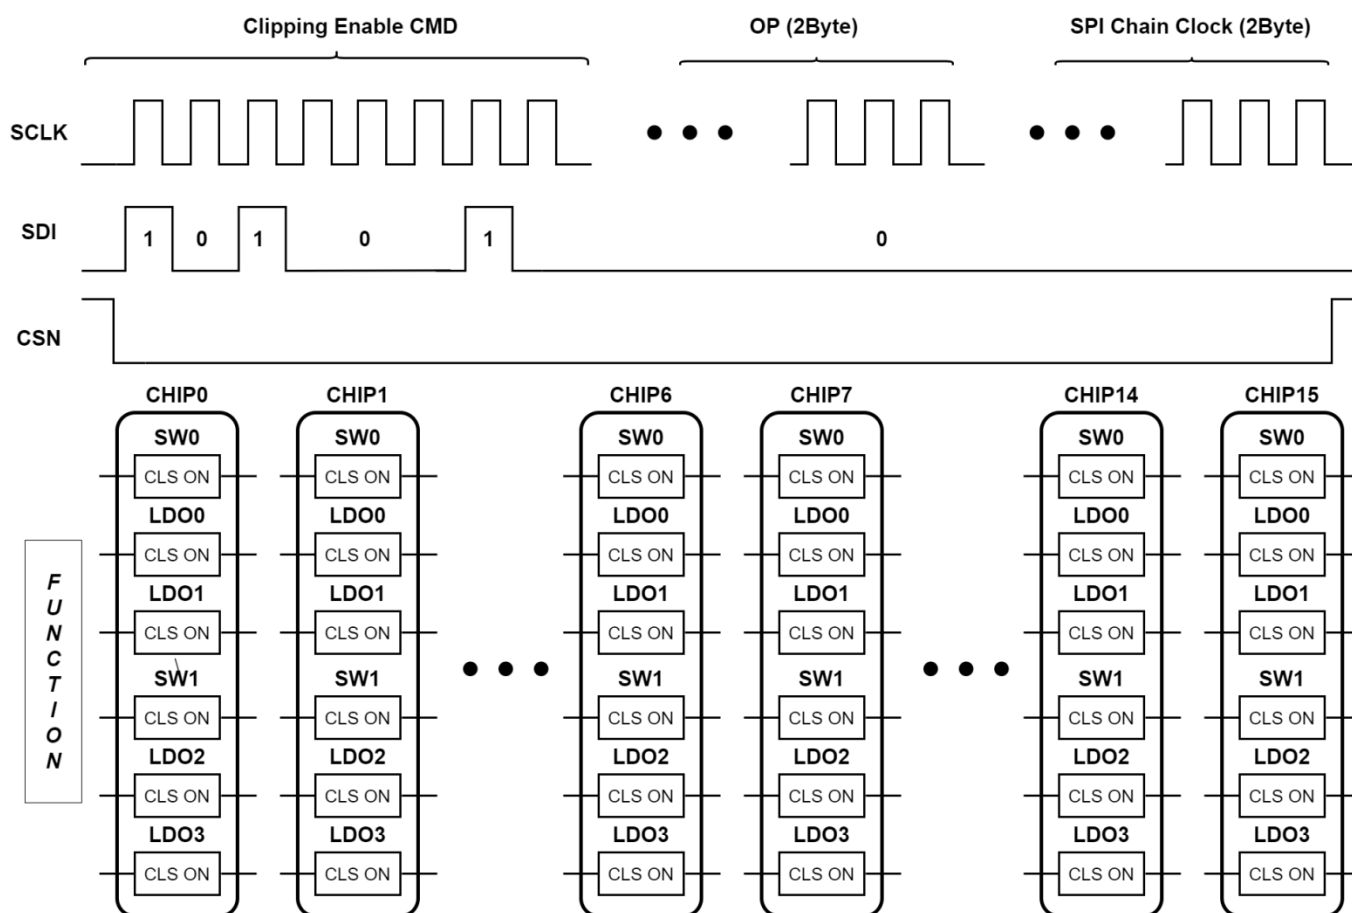 Clipping Enable CMD OP (2Byte) SPI Chain Clock (2Byte)
SCLK
SDI 1 0 1 0 1 0
CSN
CHIP0 CHIP1 CHIP6 CHIP7 CHIP14 CHIP15
SW0 SW0 SW0 SW0 SW0 SW0
CLS ON CLS ON CLS ON CLS ON CLS ON CLS ON
LDO0 LDO0 LDO0 LDO0 LDO0 LDO0
CLS ON CLS ON CLS ON CLS ON CLS ON CLS ON
LDO1 LDO1 LDO1 LDO1 LDO1 LDO1
CLS ON CLS ON CLS ON CLS ON CLS ON CLS ON
SW1 SW1 SW1 SW1 SW1 SW1
CLS ON CLS ON CLS ON CLS ON CLS ON CLS ON
LDO2 LDO2 LDO2 LDO2 LDO2 LDO2
CLS ON CLS ON CLS ON CLS ON CLS ON CLS ON
LDO3 LDO3 LDO3 LDO3 LDO3 LDO3
CLS ON CLS ON CLS ON CLS ON CLS ON CLS ON
FUNCTION